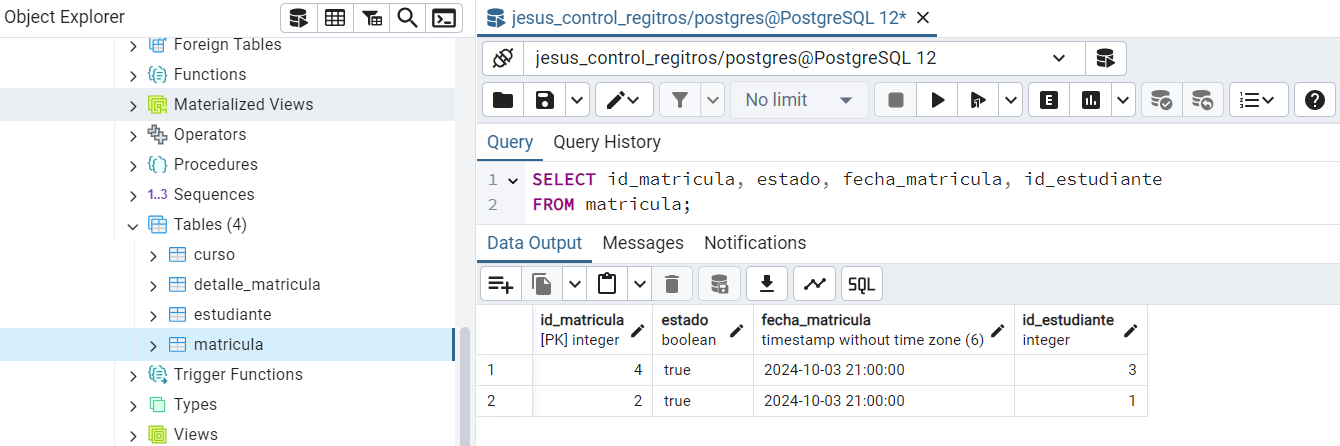 Object Explorer
Foreign Tables
Functions
Materialized Views
Operators
Procedures
1..3 Sequences
Tables (4)
curso
detalle_matricula
estudiante
matricula
Trigger Functions
Types
Views
jesus_control_regitros/postgres@PostgreSQL 12*
jesus_control_regitros/postgres@PostgreSQL 12
No limit
E
Query Query History
1 SELECT id_matricula, estado, fecha_matricula, id_estudiante
2 FROM matricula;
Data Output Messages Notifications
SQL
id_matricula estado fecha_matricula id_estudiante
[PK] integer boolean timestamp without time zone (6) integer
1 4 true 2024-10-03 21:00:00 3
2 2 true 2024-10-03 21:00:00 1